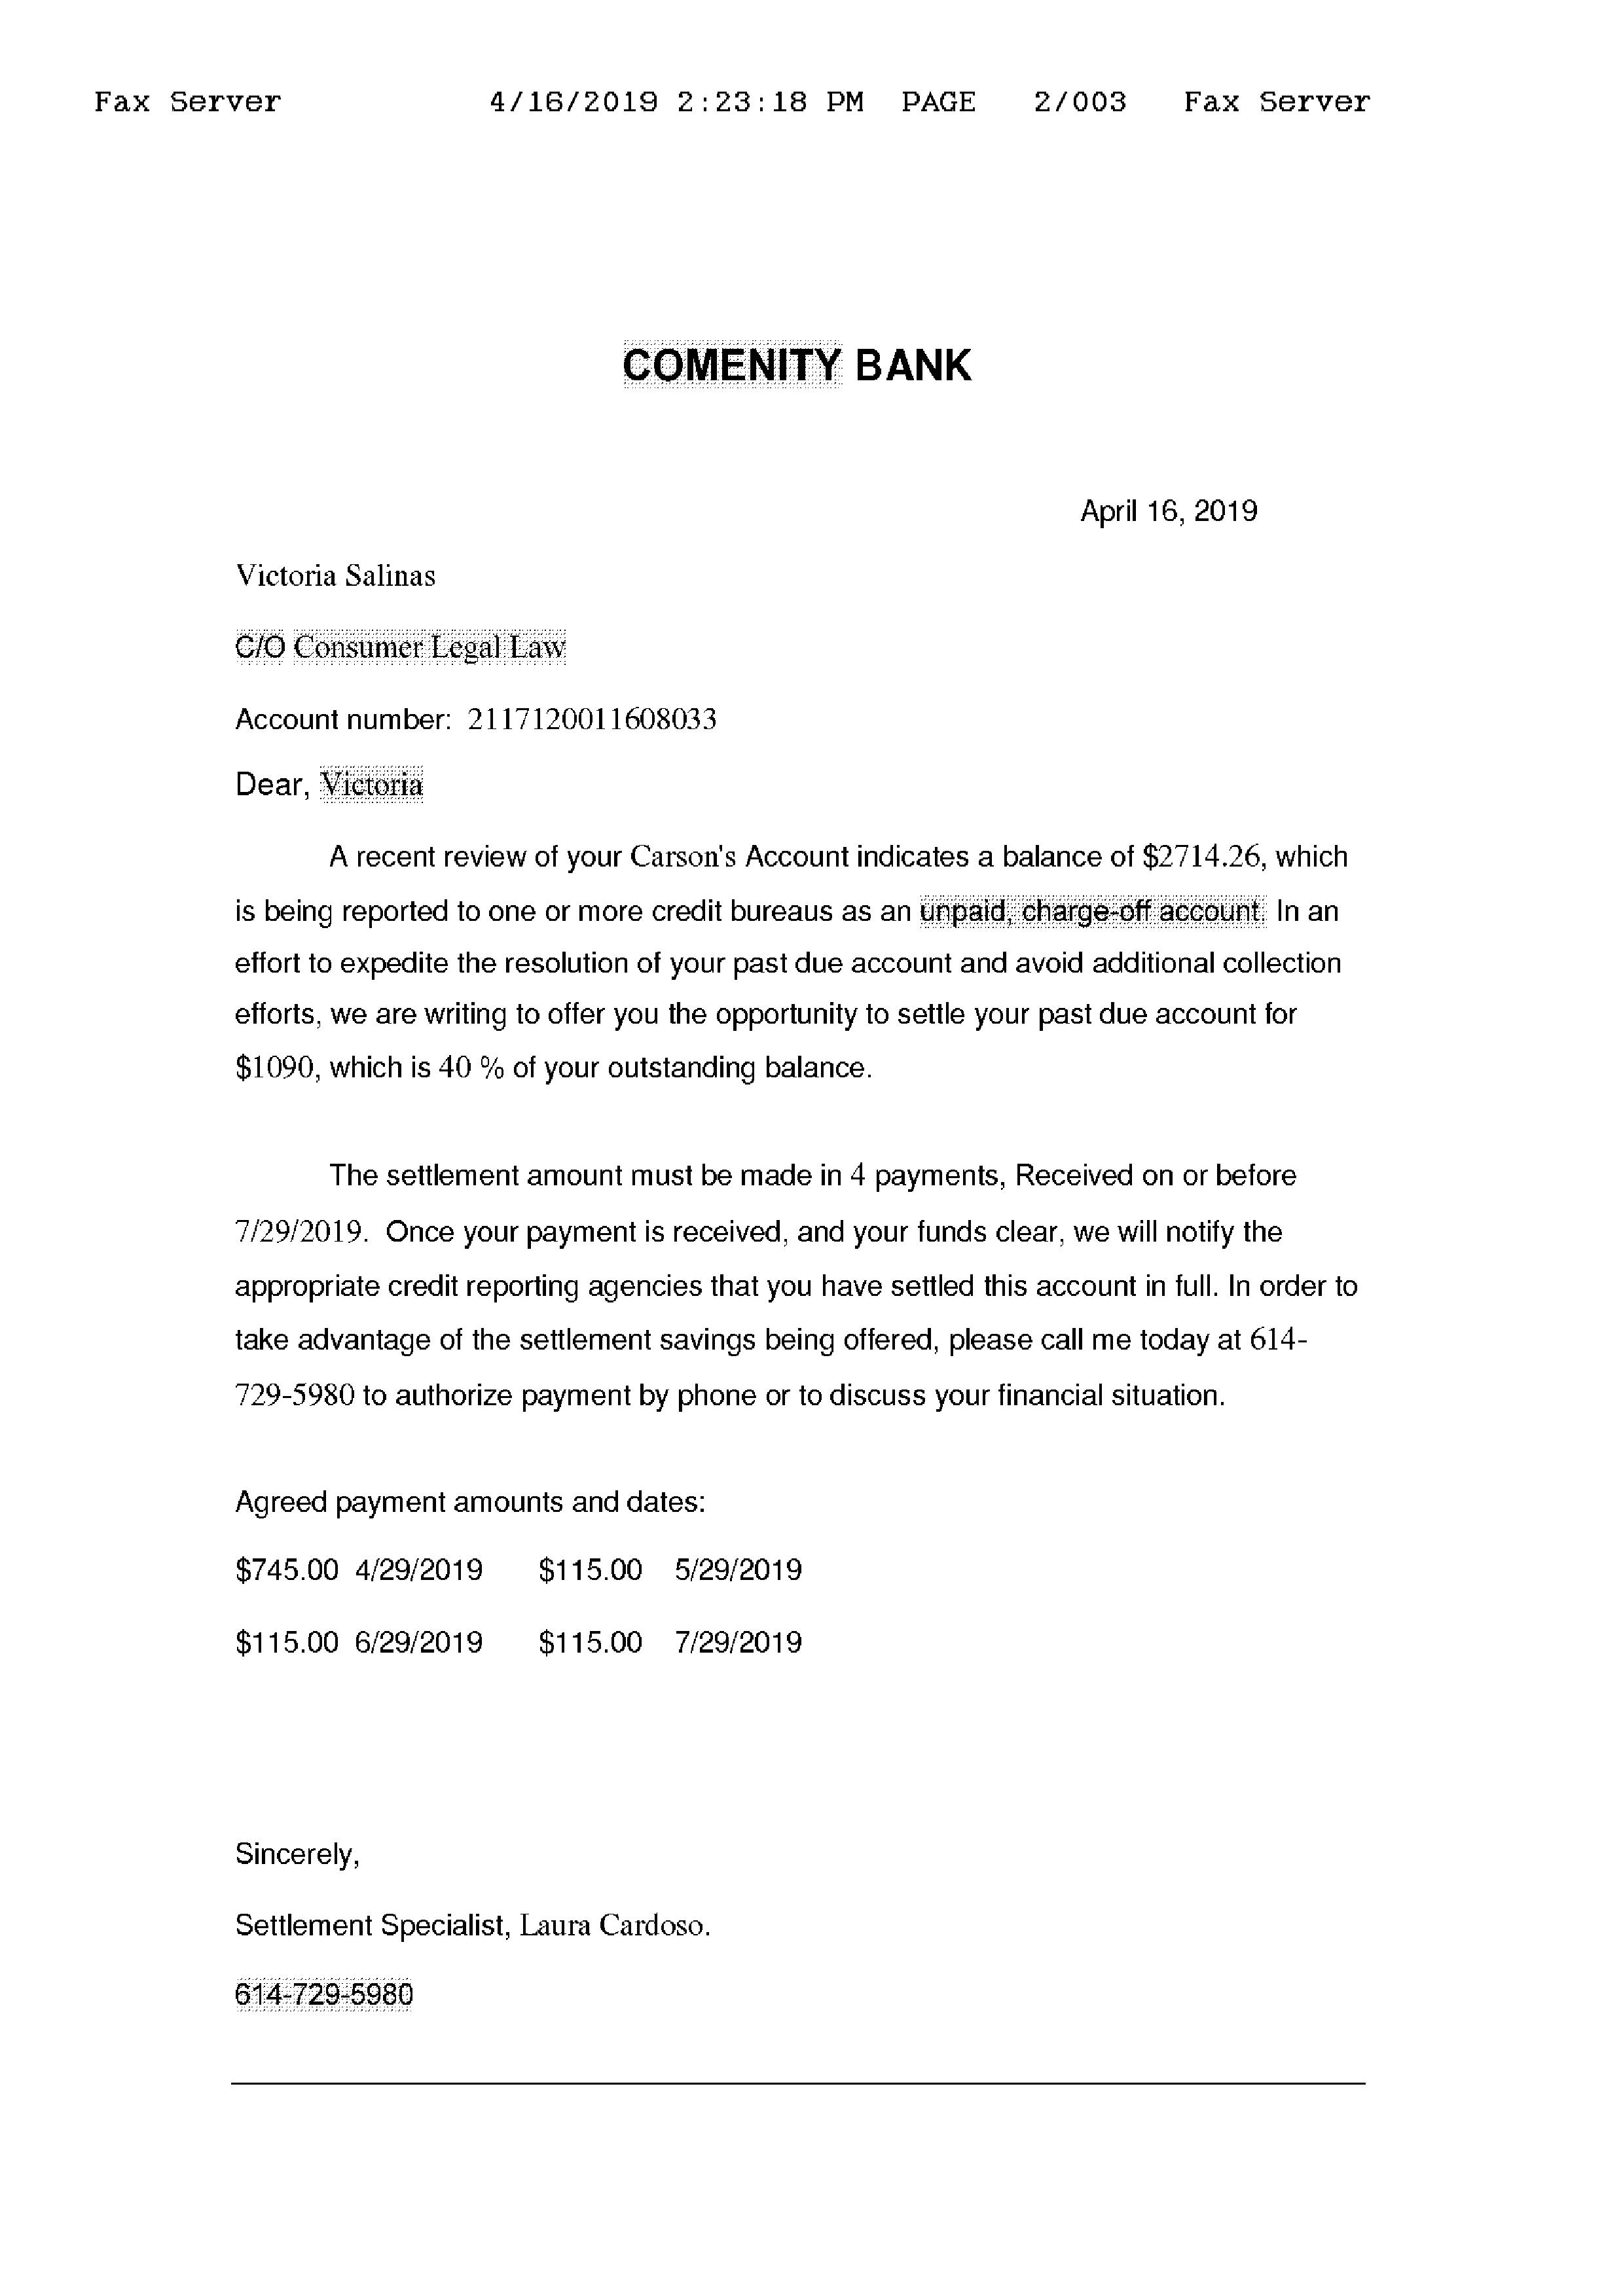 Fax Server 4/16/2019 2:23:18 PM PAGE 2/003 Fax Server
COMENITY BANK
April 16, 2019
Victoria Salinas
C/O Consumer Legal Law
Account number: 2117120011608033
Dear, Victoria
A recent review of your Carson's Account indicates a balance of $2714.26, which
is being reported to one or more credit bureaus as an unpaid, charge-off account. In an
effort to expedite the resolution of your past due account and avoid additional collection
efforts, we are writing to offer you the opportunity to settle your past due account for
$1090, which is 40 % of your outstanding balance.
The settlement amount must be made in 4 payments, Received on or before
7/29/2019. Once your payment is received, and your funds clear, we will notify the
appropriate credit reporting agencies that you have settled this account in full. In order to
take advantage of the settlement savings being offered, please call me today at 614-
729-5980 to authorize payment by phone or to discuss your financial situation.
Agreed payment amounts and dates:
$745.00 4/29/2019 $115.00 5/29/2019
$115.00 6/29/2019 $115.00 7/29/2019
Sincerely,
Settlement Specialist, Laura Cardoso.
614-729-5980